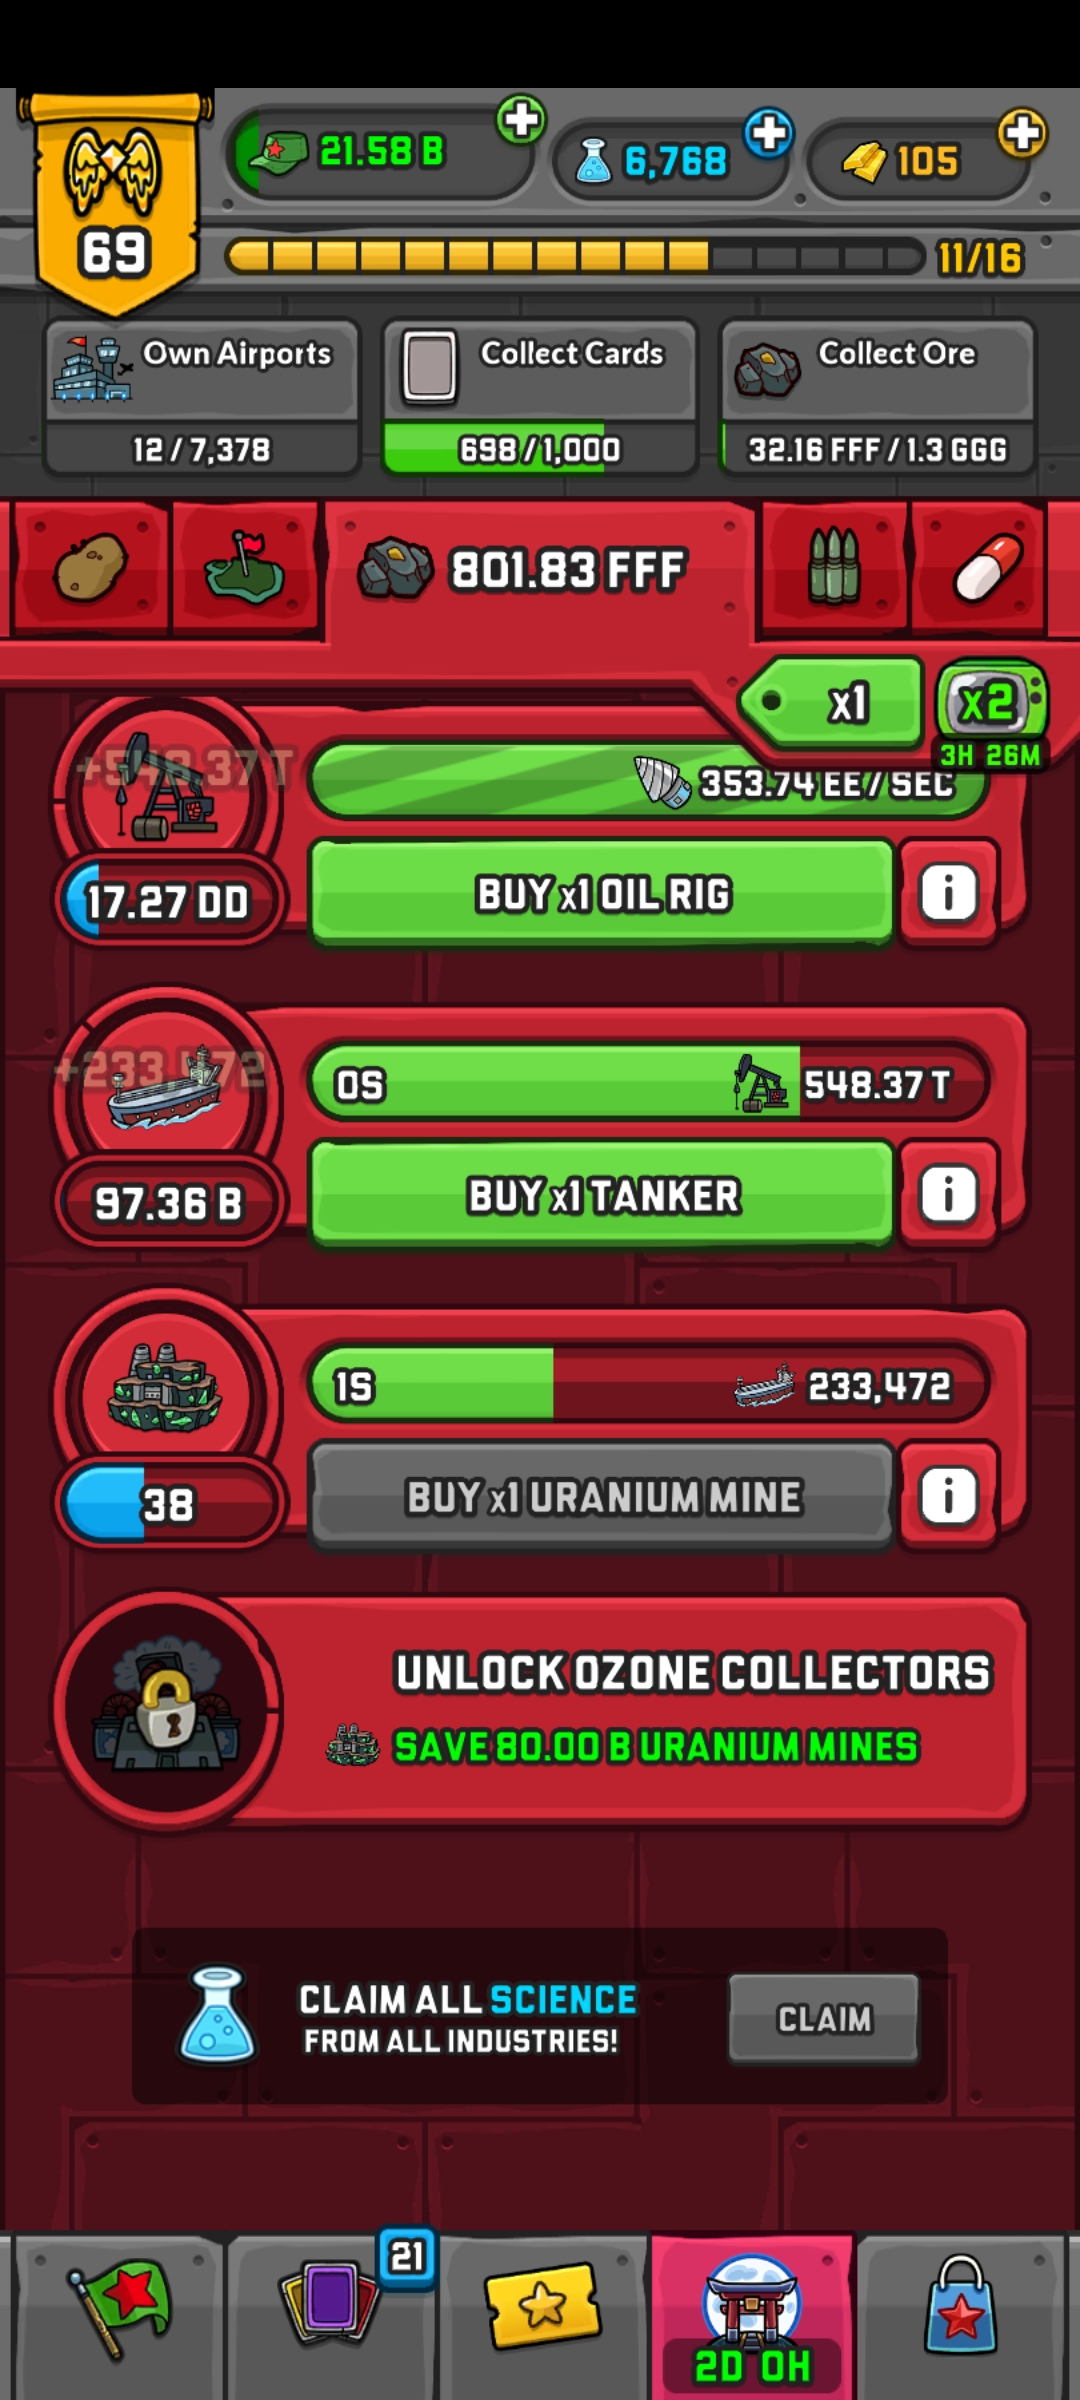 21.58 B
6,768
105
69
11/16
Own Airports
12 / 7,378
Collect Cards
698 / 1,000
Collect Ore
32.16 FFF / 1.3 GGG
801.83 FFF
x1
x2
3H 26M
+548.37 T
353.74 EE / SEC
17.27 DD
BUY x1 OIL RIG
i
+233,472
0S
548.37 T
97.36 B
BUY x1 TANKER
i
1S
233,472
38
BUY x1 URANIUM MINE
i
UNLOCK OZONE COLLECTORS
SAVE 80.00 B URANIUM MINES
CLAIM ALL SCIENCE
FROM ALL INDUSTRIES!
CLAIM
21
2D 0H